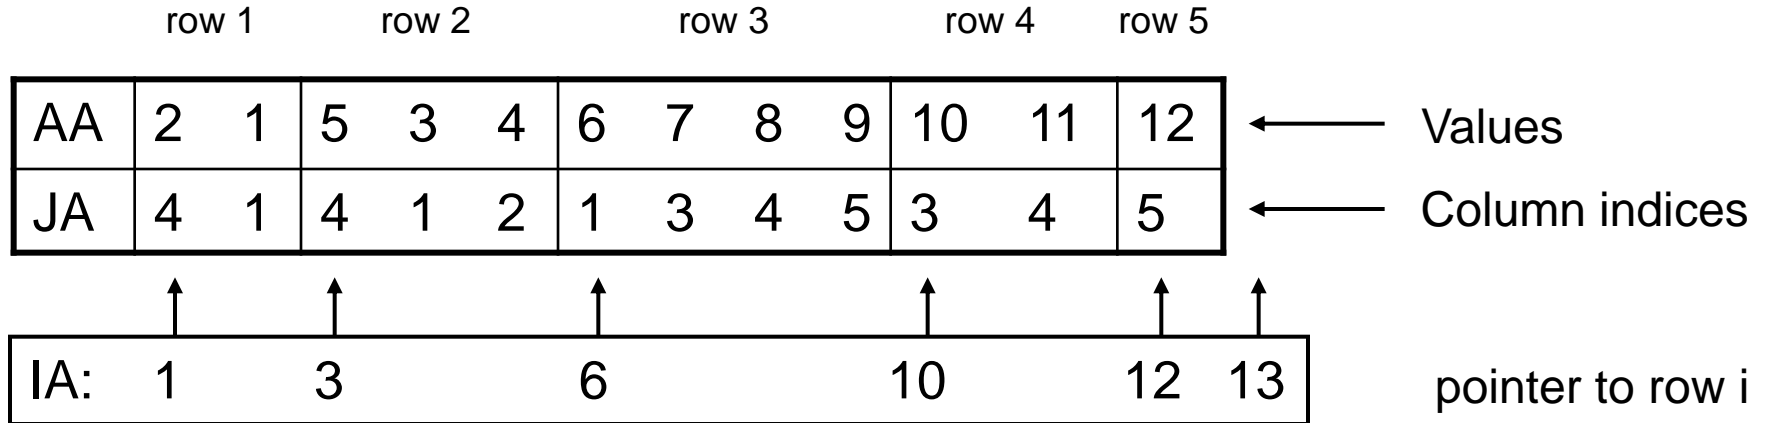 row 1 row 2 row 3 row 4 row 5
AA 2 1 5 3 4 6 7 8 9 10 11 12 Values
JA 4 1 4 1 2 1 3 4 5 3 4 5 Column indices
IA: 1 3 6 10 12 13 pointer to row i